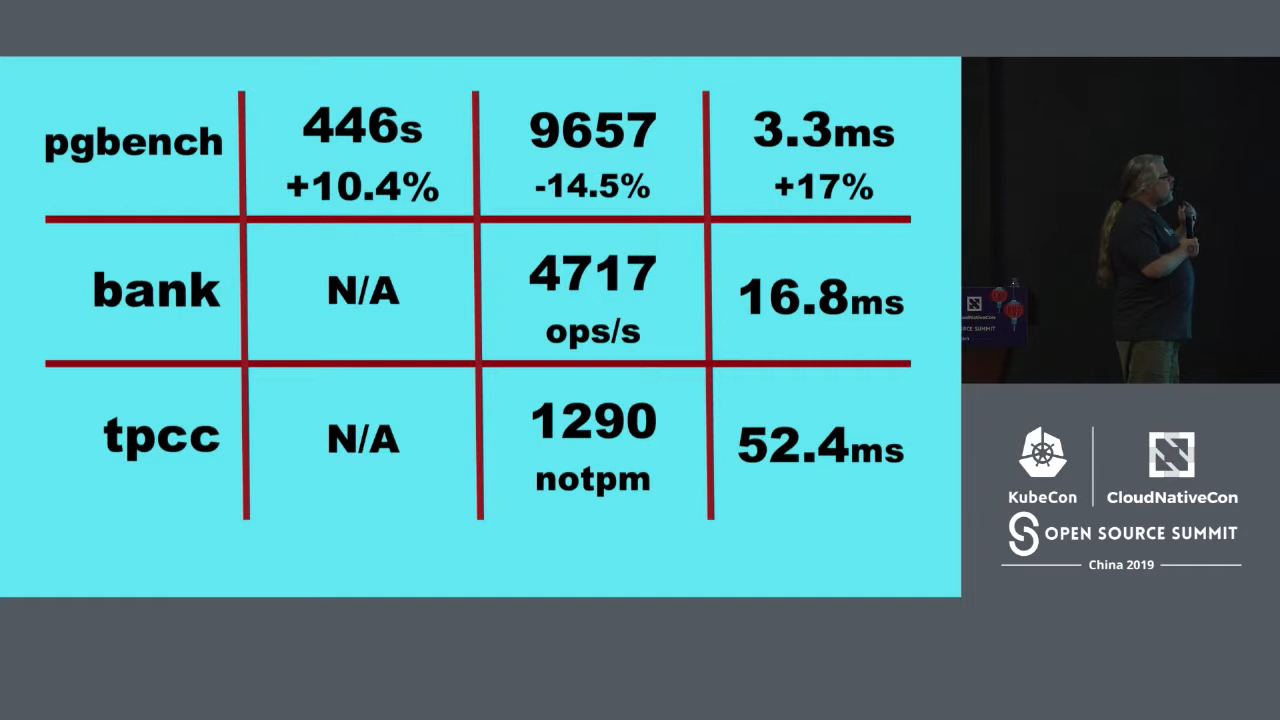 pgbench
446s
+10.4%
9657
-14.5%
3.3ms
+17%
bank
N/A
4717
ops/s
16.8ms
tpcc
N/A
1290
notpm
52.4ms
KubeCon
CloudNativeCon
OPEN SOURCE SUMMIT
China 2019